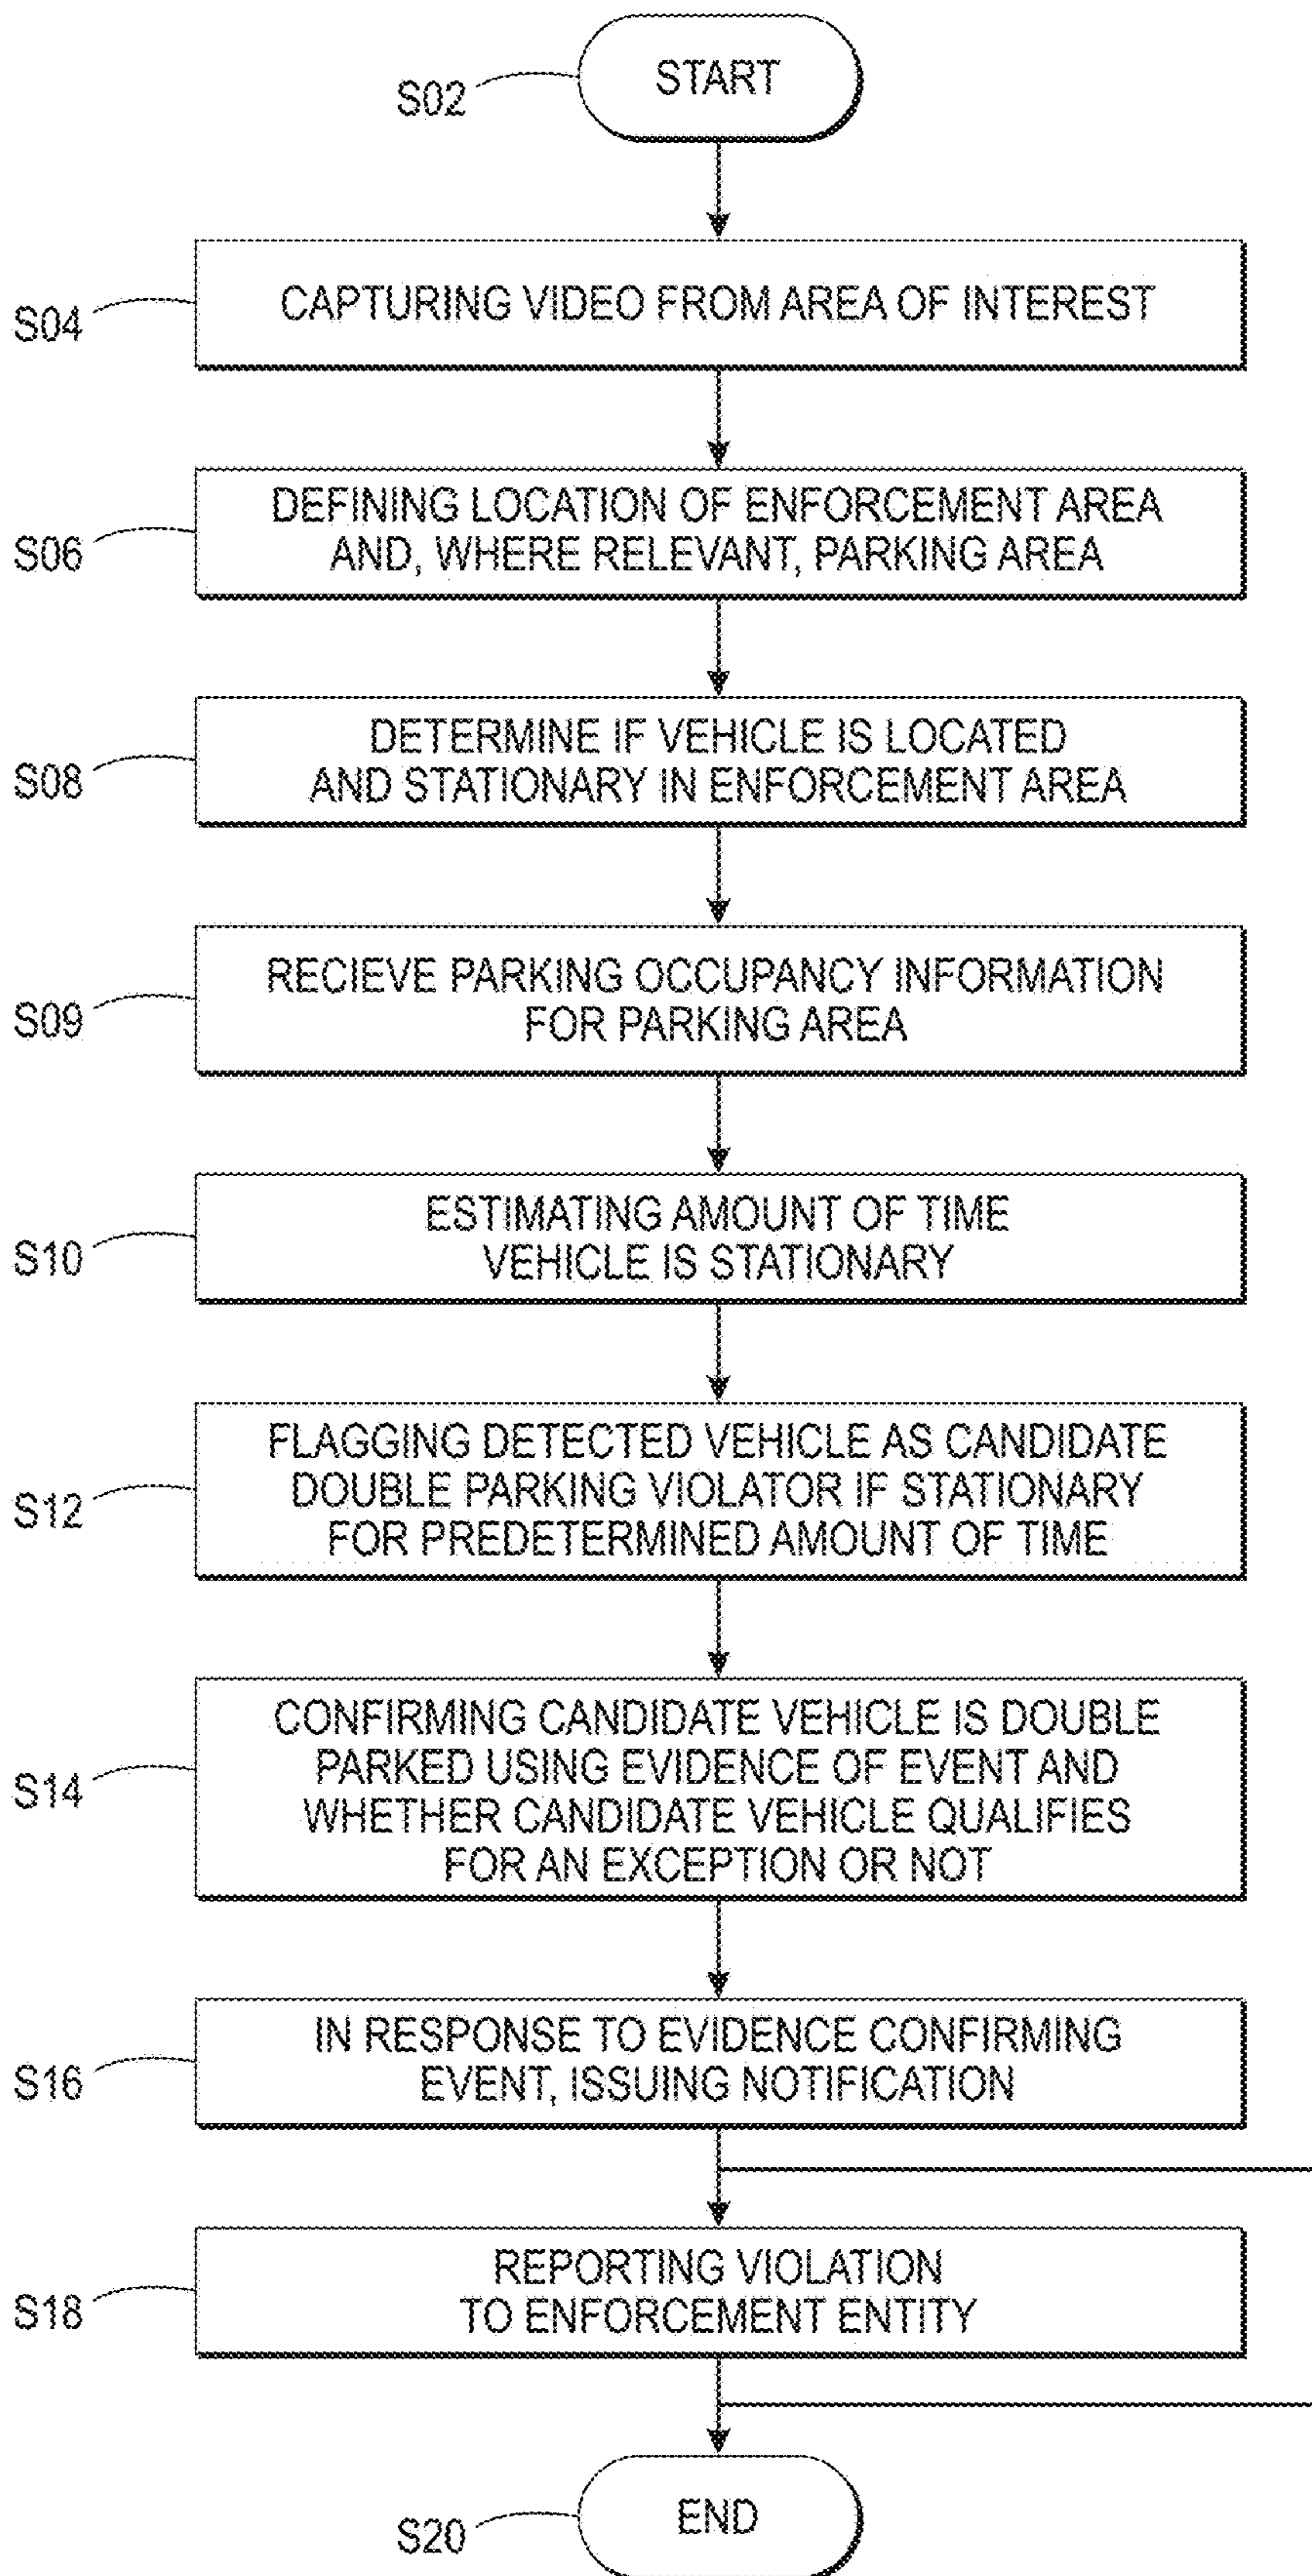 START
S02
CAPTURING VIDEO FROM AREA OF INTEREST
S04
DEFINING LOCATION OF ENFORCEMENT AREA
AND, WHERE RELEVANT, PARKING AREA
S06
DETERMINE IF VEHICLE IS LOCATED
AND STATIONARY IN ENFORCEMENT AREA
S08
RECIEVE PARKING OCCUPANCY INFORMATION
FOR PARKING AREA
S09
ESTIMATING AMOUNT OF TIME
VEHICLE IS STATIONARY
S10
FLAGGING DETECTED VEHICLE AS CANDIDATE
DOUBLE PARKING VIOLATOR IF STATIONARY
FOR PREDETERMINED AMOUNT OF TIME
S12
CONFIRMING CANDIDATE VEHICLE IS DOUBLE
PARKED USING EVIDENCE OF EVENT AND
WHETHER CANDIDATE VEHICLE QUALIFIES
FOR AN EXCEPTION OR NOT
S14
IN RESPONSE TO EVIDENCE CONFIRMING
EVENT, ISSUING NOTIFICATION
S16
REPORTING VIOLATION
TO ENFORCEMENT ENTITY
S18
END
S20